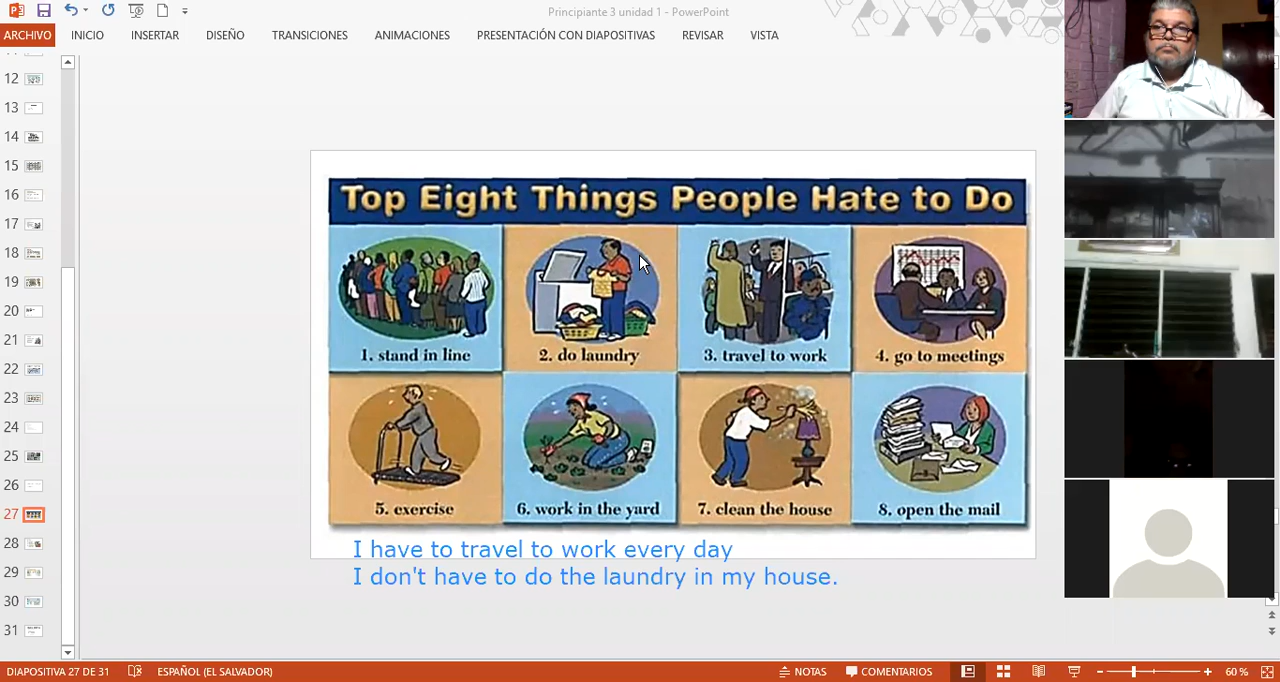 Principiante 3 unidad 1 - PowerPoint
ARCHIVO INICIO INSERTAR DISEÑO TRANSICIONES ANIMACIONES PRESENTACIÓN CON DIAPOSITIVAS REVISAR VISTA
12
13
14
15
16
17
18
19
20
21
22
23
24
25
26
27
28
29
30
31
Top Eight Things People Hate to Do
1. stand in line
2. do laundry
3. travel to work
4. go to meetings
5. exercise
6. work in the yard
7. clean the house
8. open the mail
I have to travel to work every day
I don't have to do the laundry in my house.
DIAPOSITIVA 27 DE 31 ESPAÑOL (EL SALVADOR) NOTAS COMENTARIOS 60 %